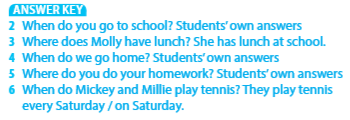 ANSWER KEY
2 When do you go to school? Students' own answers
3 Where does Molly have lunch? She has lunch at school.
4 When do we go home? Students' own answers
5 Where do you do your homework? Students' own answers
6 When do Mickey and Millie play tennis? They play tennis
every Saturday / on Saturday.